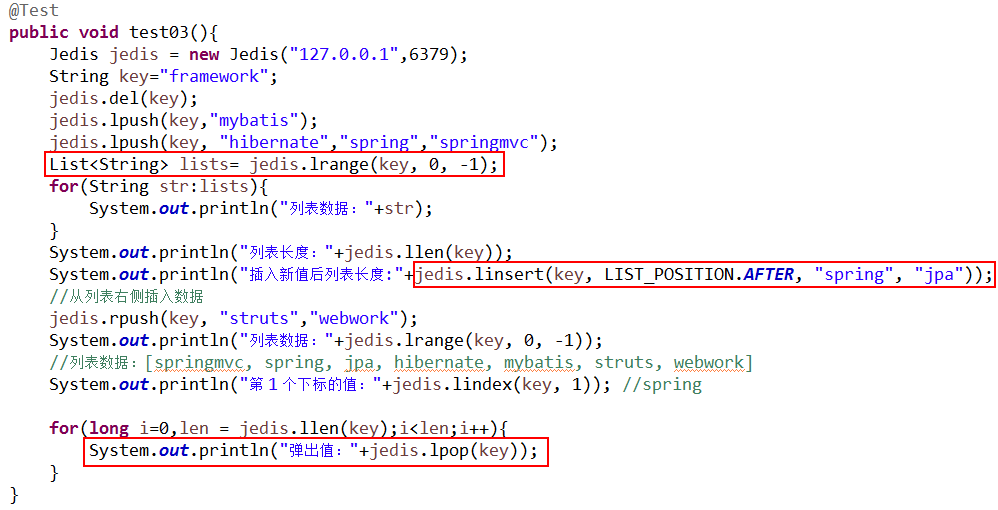 @Test
public void test03(){
    Jedis jedis = new Jedis("127.0.0.1",6379);
    String key="framework";
    jedis.del(key);
    jedis.lpush(key,"mybatis");
    jedis.lpush(key, "hibernate","spring","springmvc");
    List<String> lists= jedis.lrange(key, 0, -1);
    for(String str:lists){
        System.out.println("列表数据："+str);
    }
    System.out.println("列表长度："+jedis.llen(key));
    System.out.println("插入新值后列表长度:"+jedis.linsert(key, LIST_POSITION.AFTER, "spring", "jpa"));
    //从列表右侧插入数据
    jedis.rpush(key, "struts","webwork");
    System.out.println("列表数据："+jedis.lrange(key, 0, -1));
    //列表数据：[springmvc, spring, jpa, hibernate, mybatis, struts, webwork]
    System.out.println("第1个下标的值："+jedis.lindex(key, 1)); //spring
    for(long i=0,len = jedis.llen(key);i<len;i++){
        System.out.println("弹出值："+jedis.lpop(key));
    }
}